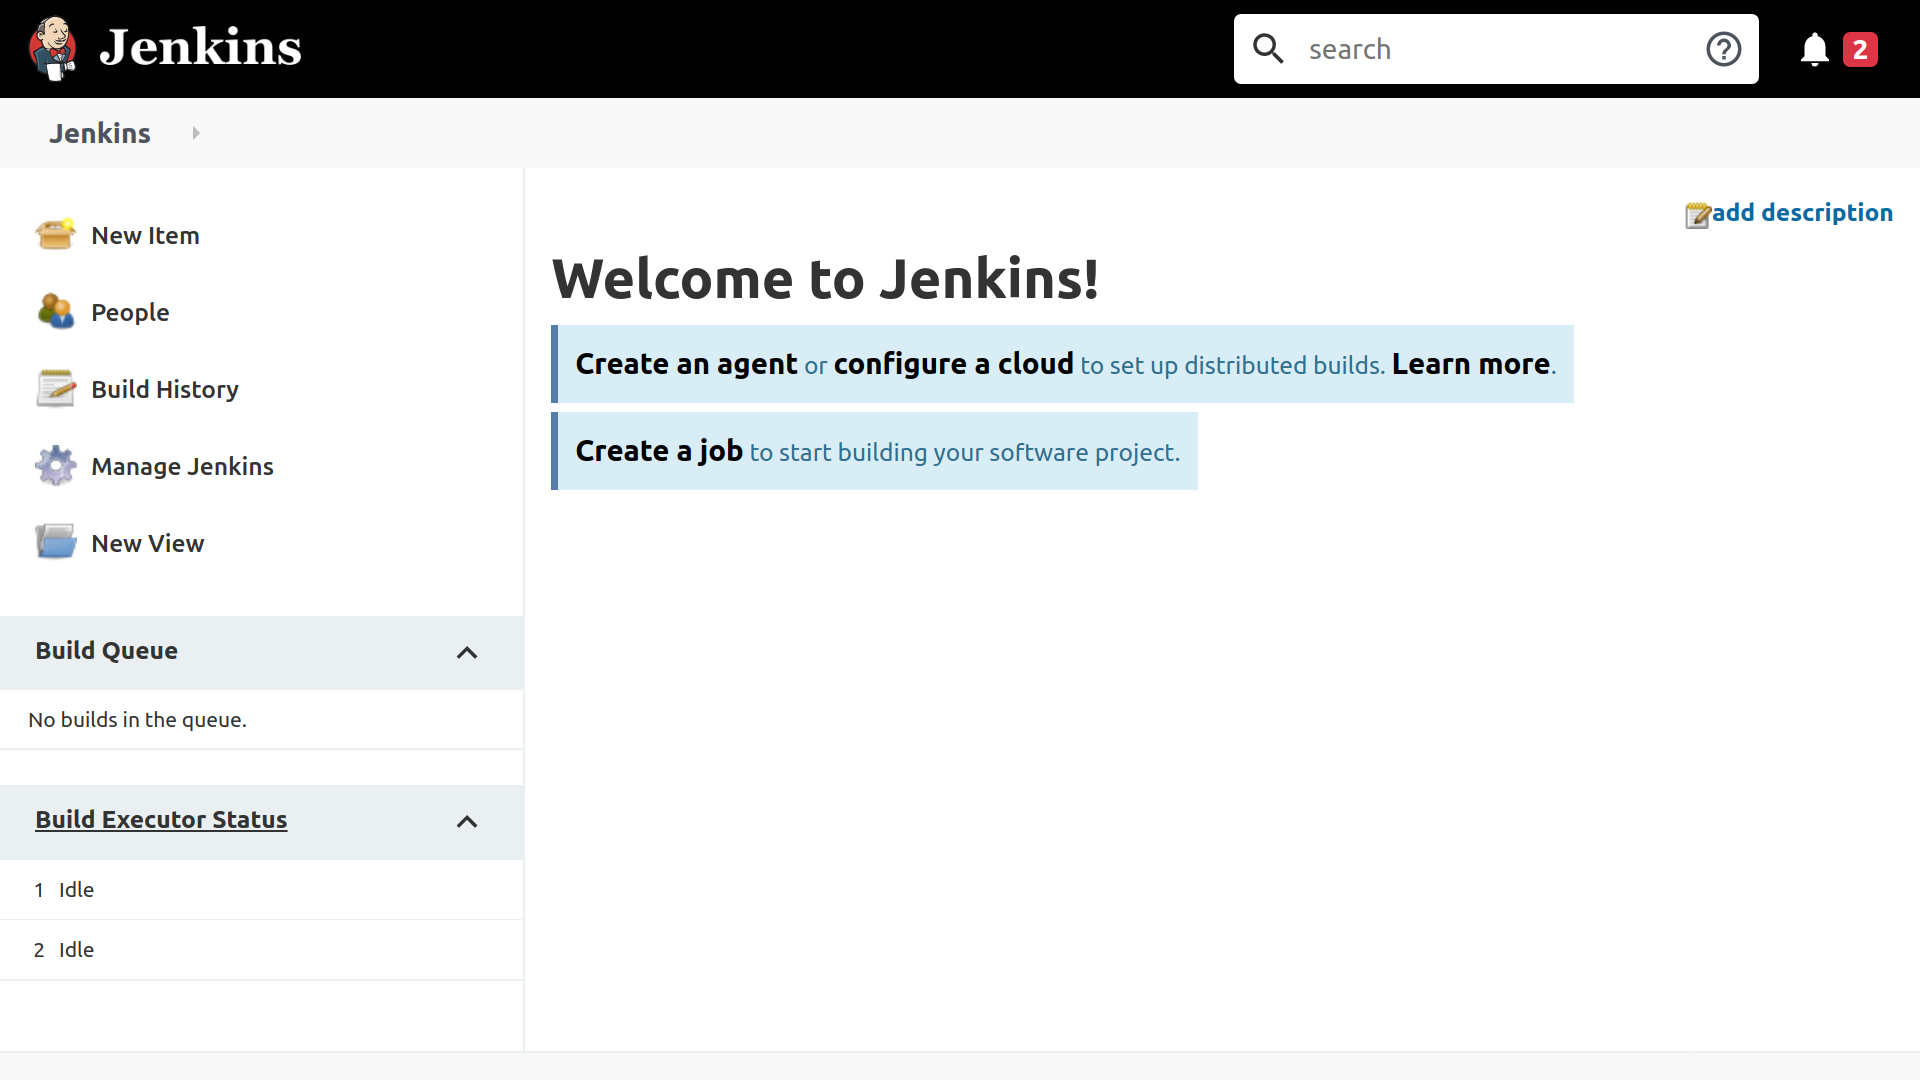 Jenkins
search
2
Jenkins
New Item
People
Build History
Manage Jenkins
New View
Build Queue
No builds in the queue.
Build Executor Status
1 Idle
2 Idle
add description
Welcome to Jenkins!
Create an agent or configure a cloud to set up distributed builds. Learn more.
Create a job to start building your software project.